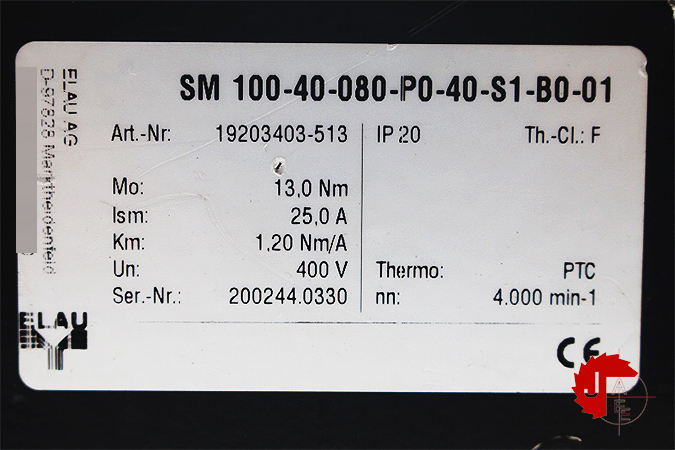 SM 100-40-080-P0-40-S1-B0-01
ELAU AG
D-97828 Marktheidenfeld
Art.-Nr: 19203403-513 IP 20 Th.-Cl.: F
Mo: 13,0 Nm
Ism: 25,0 A
Km: 1,20 Nm/A
Un: 400 V Thermo: PTC
Ser.-Nr.: 200244.0330 nn: 4.000 min-1
ELAU
CE
J